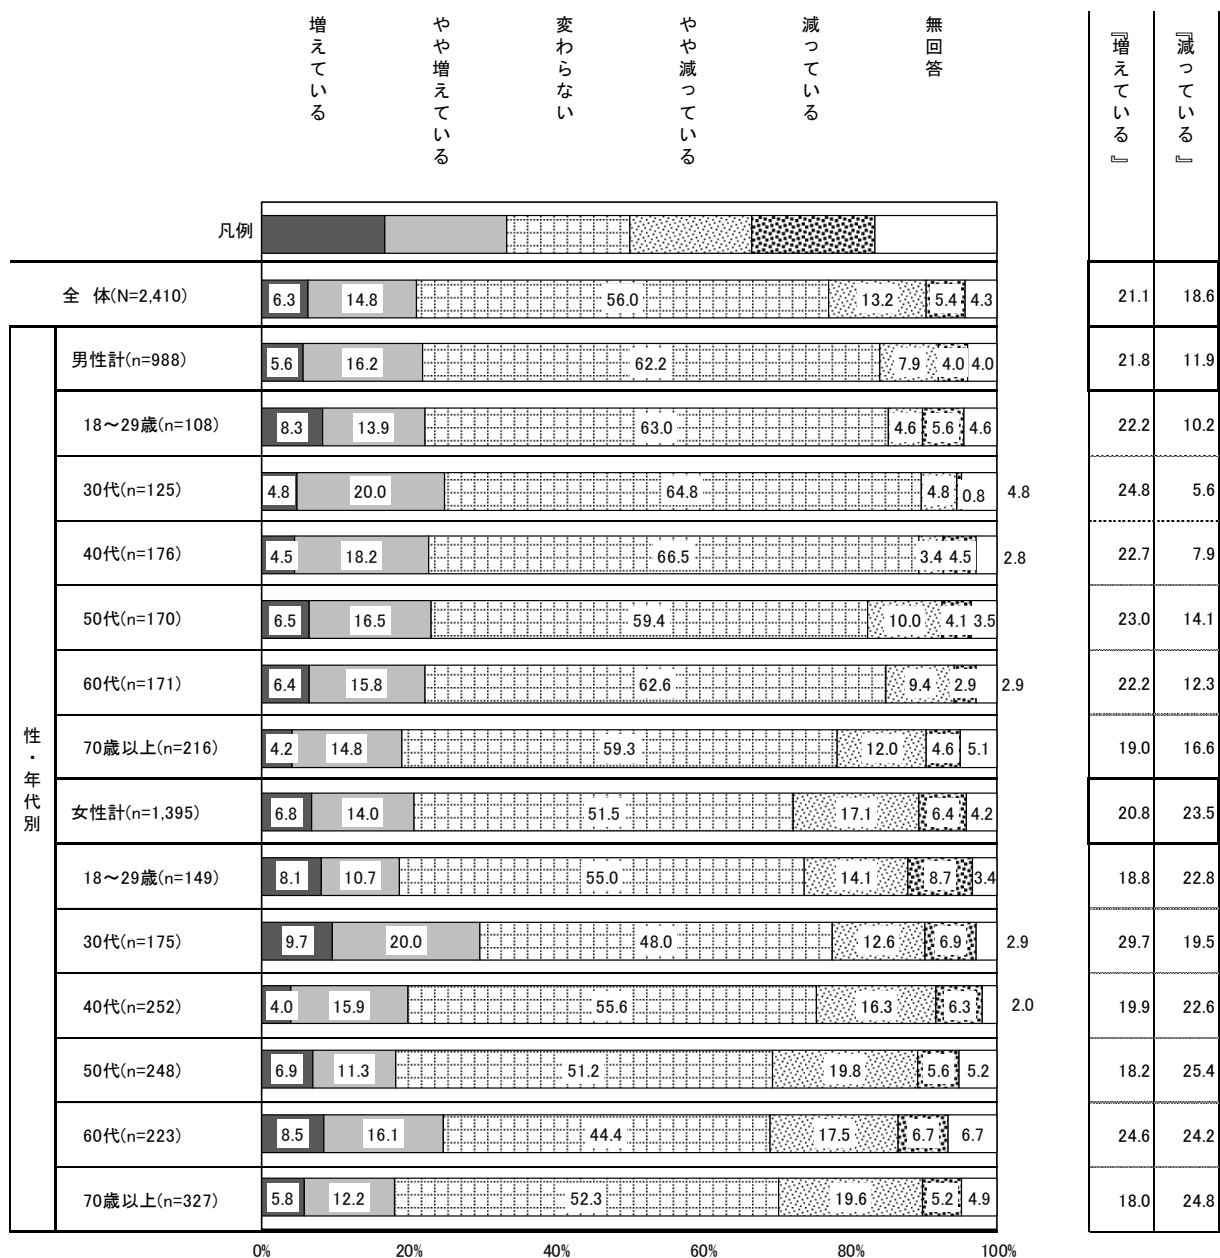 増えている
やや増えている
変わらない
やや減っている
減っている
無回答
『増えている』
『減っている』
凡例
全 体(N=2,410) 6.3 14.8 56.0 13.2 5.4 4.3 21.1 18.6
性・年代別
男性計(n=988) 5.6 16.2 62.2 7.9 4.0 4.0 21.8 11.9
18～29歳(n=108) 8.3 13.9 63.0 4.6 5.6 4.6 22.2 10.2
30代(n=125) 4.8 20.0 64.8 4.8 0.8 4.8 24.8 5.6
40代(n=176) 4.5 18.2 66.5 3.4 4.5 2.8 22.7 7.9
50代(n=170) 6.5 16.5 59.4 10.0 4.1 3.5 23.0 14.1
60代(n=171) 6.4 15.8 62.6 9.4 2.9 2.9 22.2 12.3
70歳以上(n=216) 4.2 14.8 59.3 12.0 4.6 5.1 19.0 16.6
女性計(n=1,395) 6.8 14.0 51.5 17.1 6.4 4.2 20.8 23.5
18～29歳(n=149) 8.1 10.7 55.0 14.1 8.7 3.4 18.8 22.8
30代(n=175) 9.7 20.0 48.0 12.6 6.9 2.9 29.7 19.5
40代(n=252) 4.0 15.9 55.6 16.3 6.3 2.0 19.9 22.6
50代(n=248) 6.9 11.3 51.2 19.8 5.6 5.2 18.2 25.4
60代(n=223) 8.5 16.1 44.4 17.5 6.7 6.7 24.6 24.2
70歳以上(n=327) 5.8 12.2 52.3 19.6 5.2 4.9 18.0 24.8
0% 20% 40% 60% 80% 100%